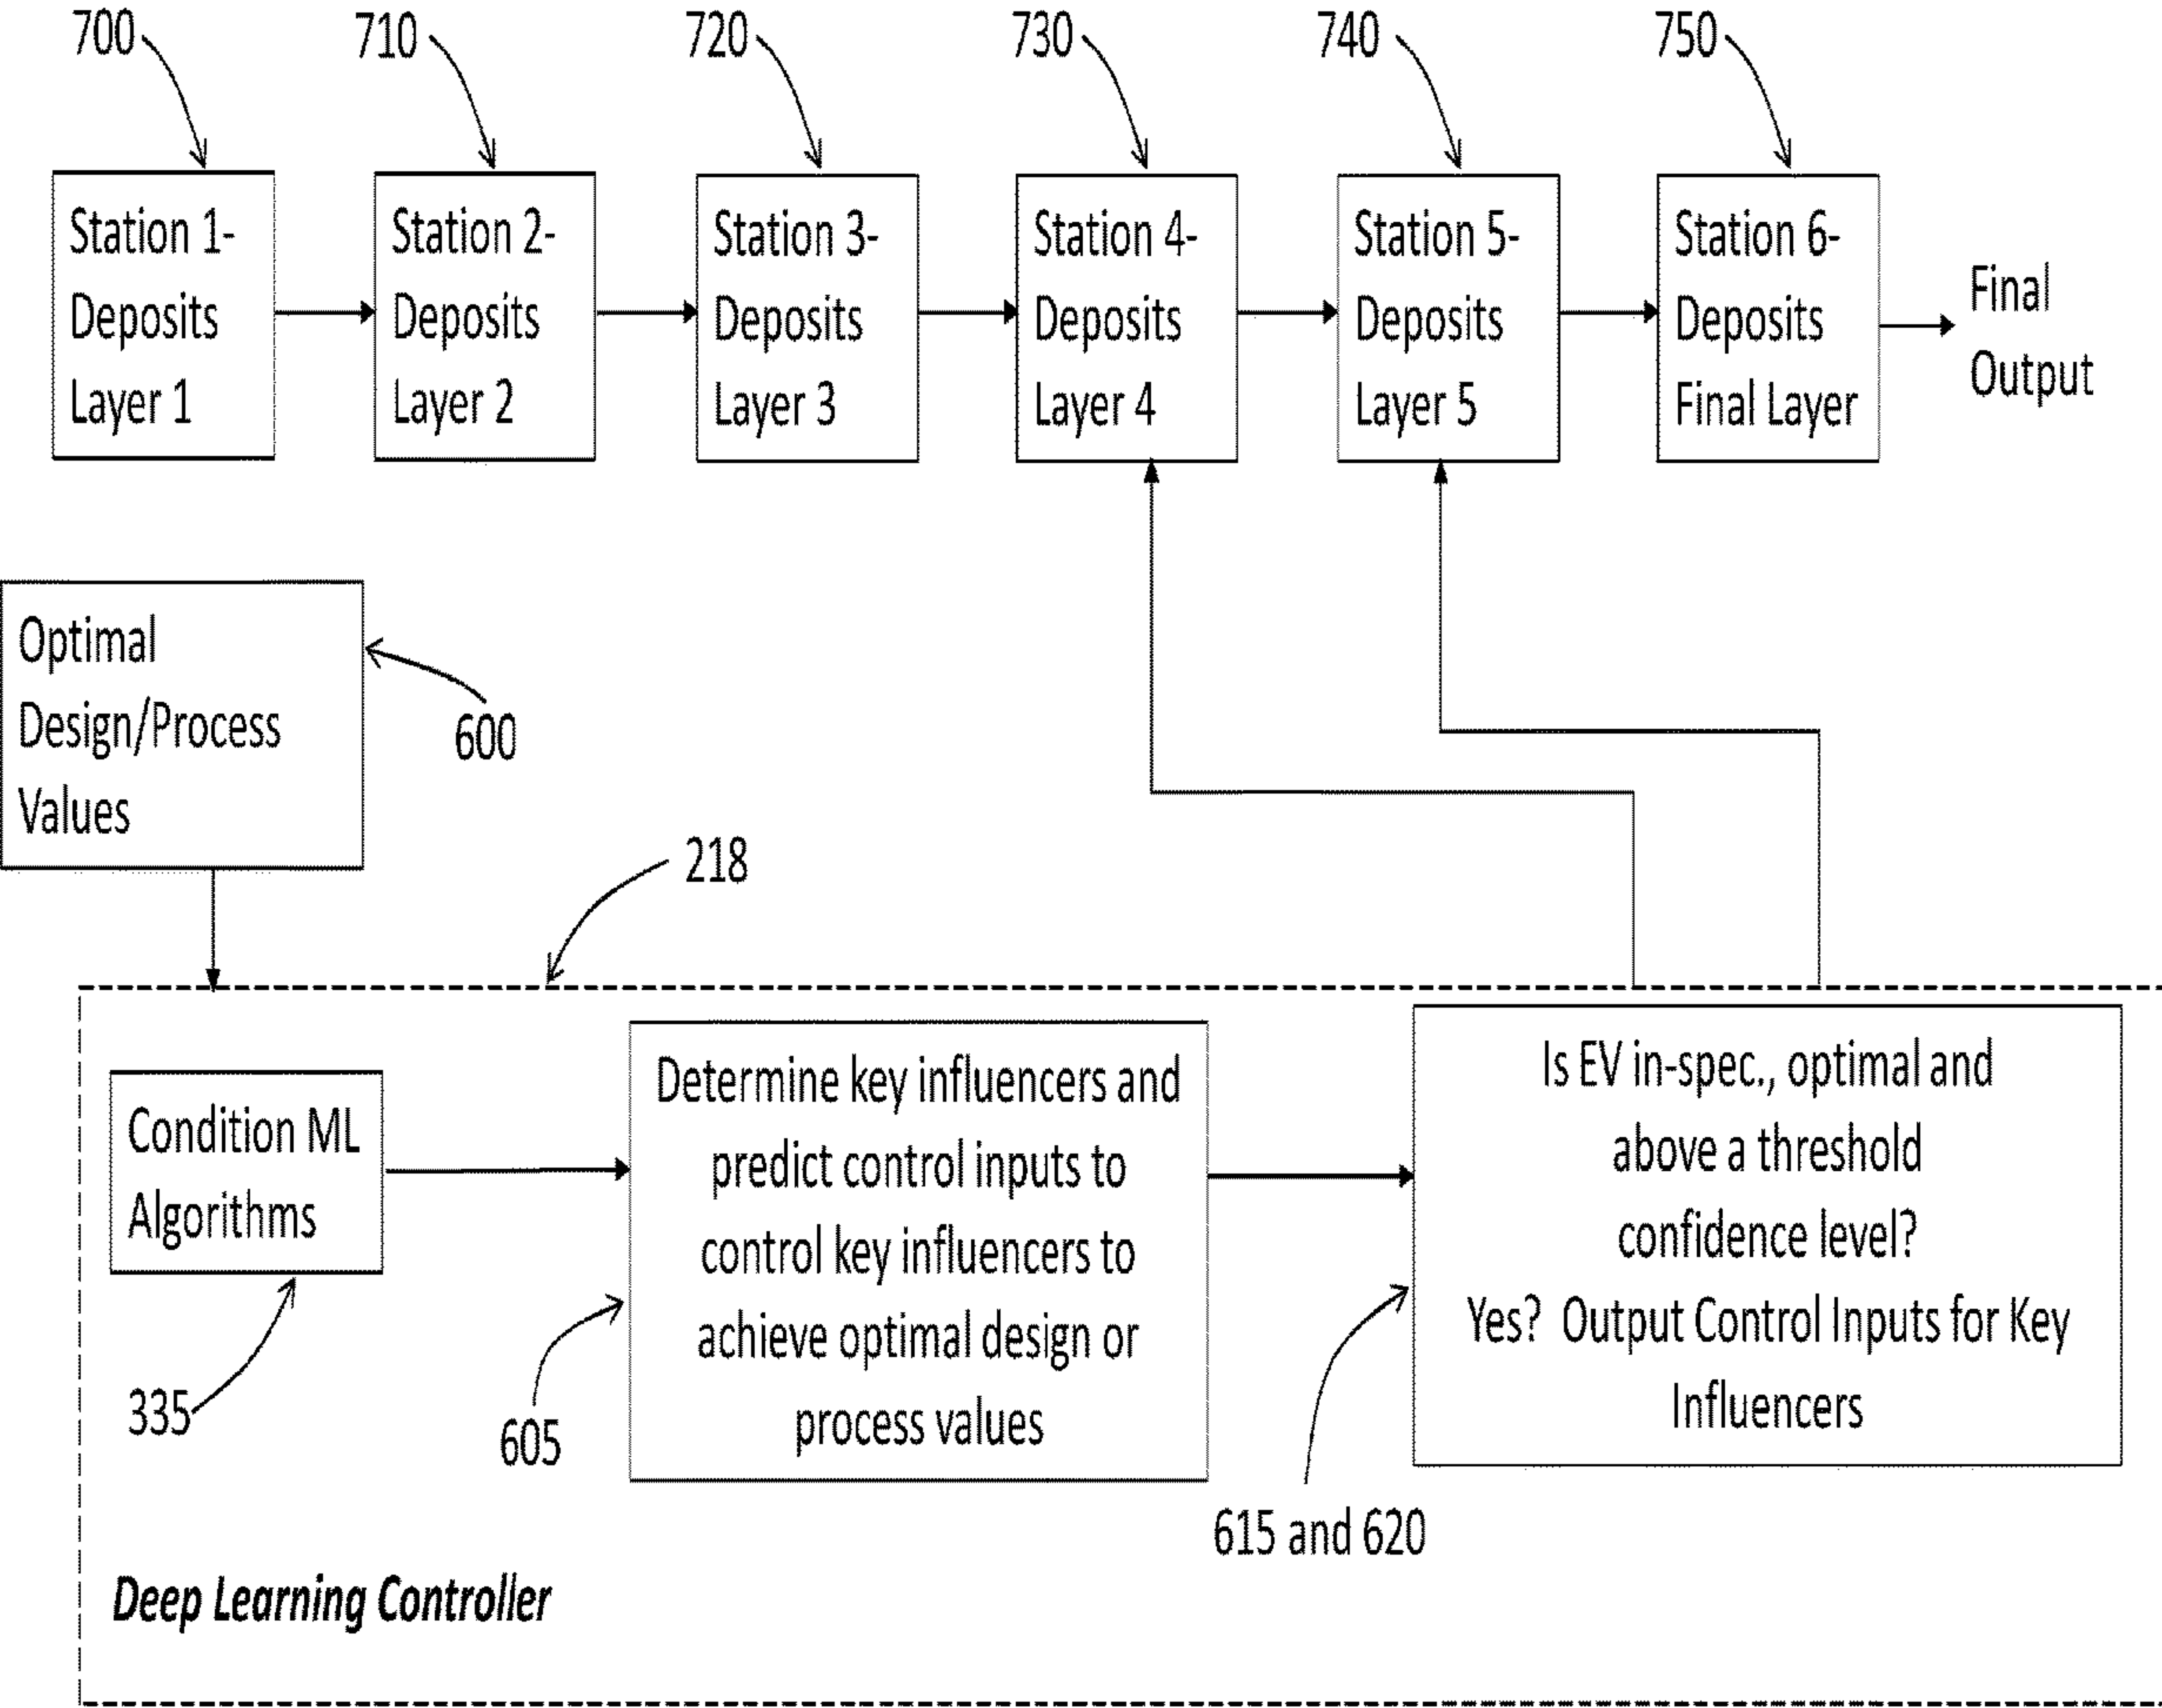 700
710
720
730
740
750
Station 1-
Deposits
Layer 1
Station 2-
Deposits
Layer 2
Station 3-
Deposits
Layer 3
Station 4-
Deposits
Layer 4
Station 5-
Deposits
Layer 5
Station 6-
Deposits
Final Layer
Final
Output
Optimal
Design/Process
Values
600
218
Condition ML
Algorithms
335
Determine key influencers and
predict control inputs to
control key influencers to
achieve optimal design or
process values
605
Is EV in-spec., optimal and
above a threshold
confidence level?
Yes? Output Control Inputs for Key
Influencers
615 and 620
Deep Learning Controller